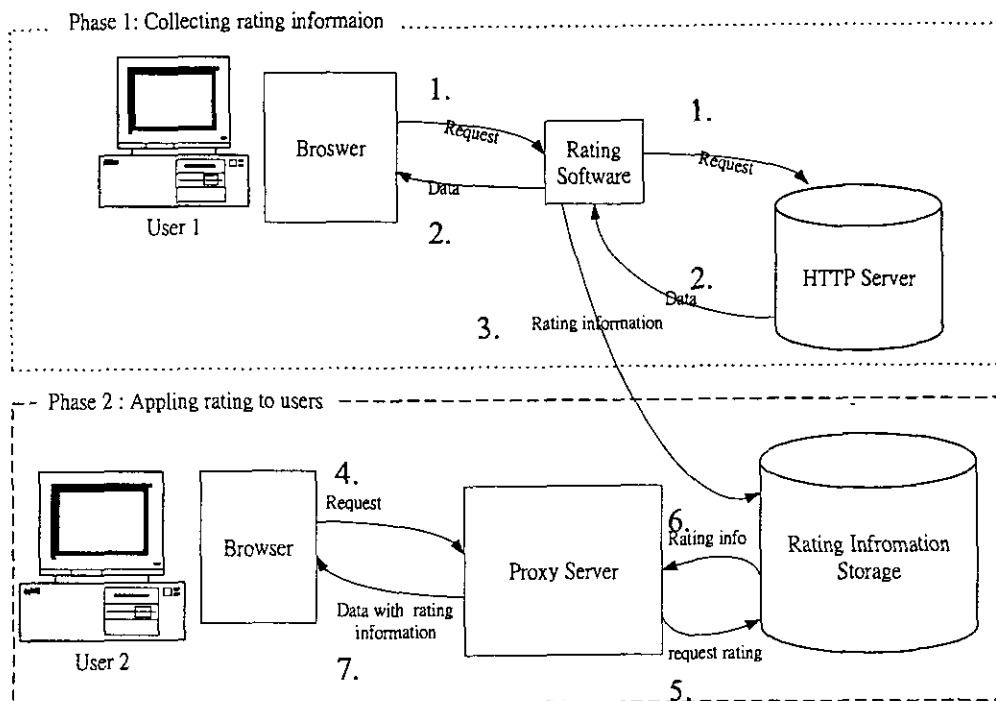 Phase 1: Collecting rating informaion
1.
Request
1.
Request
Broswer
Rating
Software
Data
User 1
2.
HTTP Server
2.
Data
3.
Rating information
Phase 2 : Appling rating to users
4.
Request
6.
Rating info
Browser
Proxy Server
Rating Infromation
Storage
Data with rating
information
User 2
7.
request rating
5.